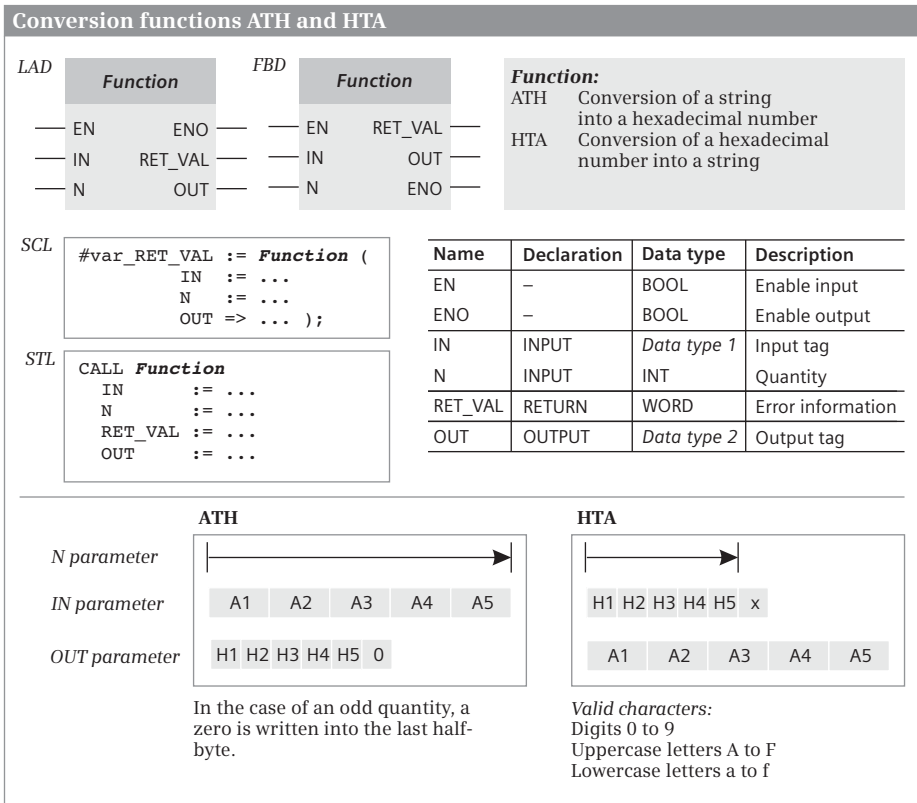 Conversion functions ATH and HTA
LAD
Function
EN ENO
IN RET_VAL
N OUT
FBD
Function
EN RET_VAL
IN OUT
N ENO
Function:
ATH Conversion of a string
into a hexadecimal number
HTA Conversion of a hexadecimal
number into a string
SCL
#var_RET_VAL := Function (
IN := ...
N := ...
OUT => ... );
STL
CALL Function
IN := ...
N := ...
RET_VAL := ...
OUT := ...
Name Declaration Data type Description
EN – BOOL Enable input
ENO – BOOL Enable output
IN INPUT Data type 1 Input tag
N INPUT INT Quantity
RET_VAL RETURN WORD Error information
OUT OUTPUT Data type 2 Output tag
ATH
HTA
N parameter
IN parameter
A1 A2 A3 A4 A5
H1 H2 H3 H4 H5 x
OUT parameter
H1 H2 H3 H4 H5 0
A1 A2 A3 A4 A5
In the case of an odd quantity, a
zero is written into the last half-
byte.
Valid characters:
Digits 0 to 9
Uppercase letters A to F
Lowercase letters a to f